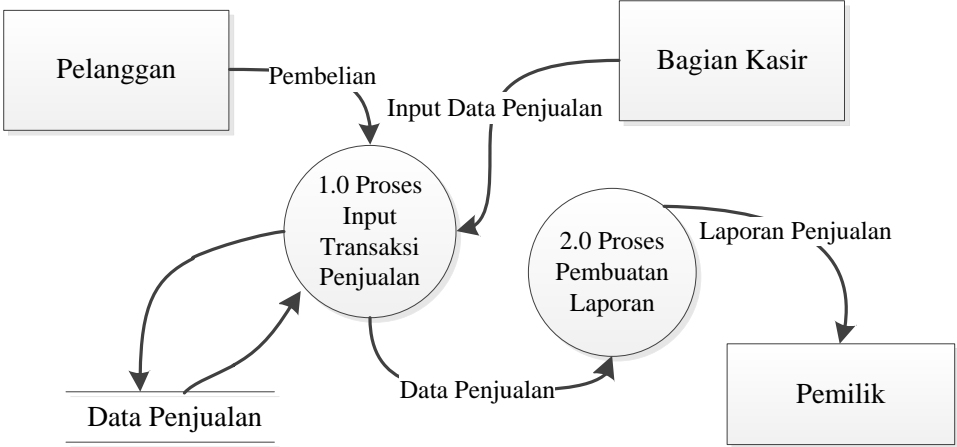 Pelanggan
Pembelian
Bagian Kasir
Input Data Penjualan
1.0 Proses
Input
Transaksi
Penjualan
2.0 Proses
Pembuatan
Laporan
Laporan Penjualan
Data Penjualan
Data Penjualan
Pemilik